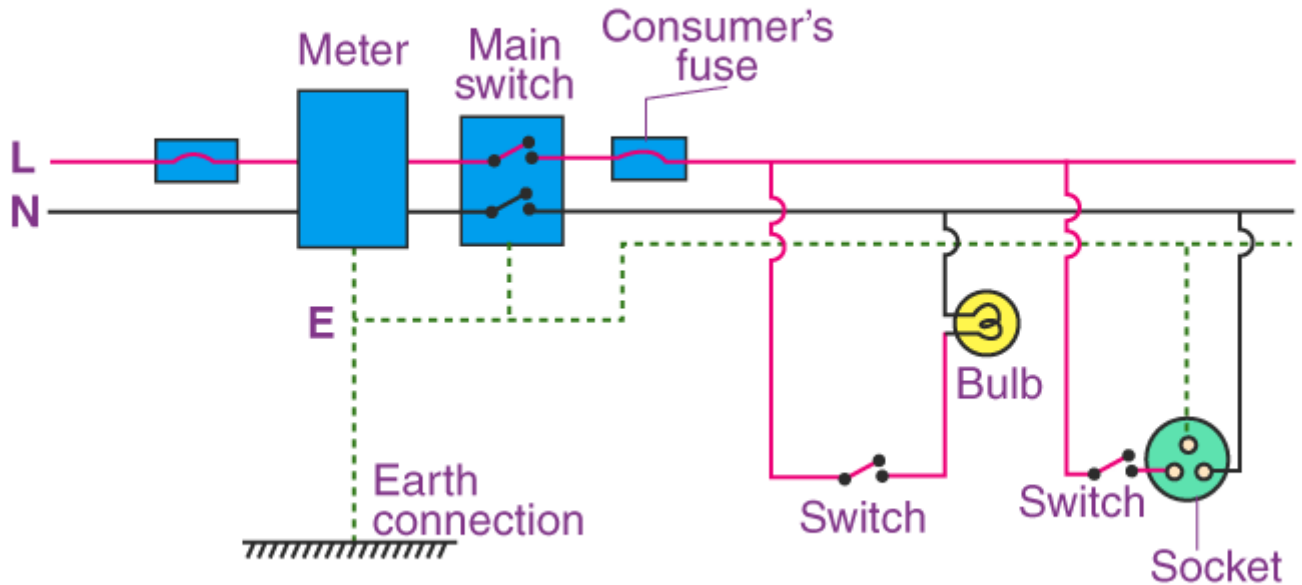 Meter
Main
switch
Consumer's
fuse
L
N
E
Bulb
Earth
connection
Switch
Switch
Socket